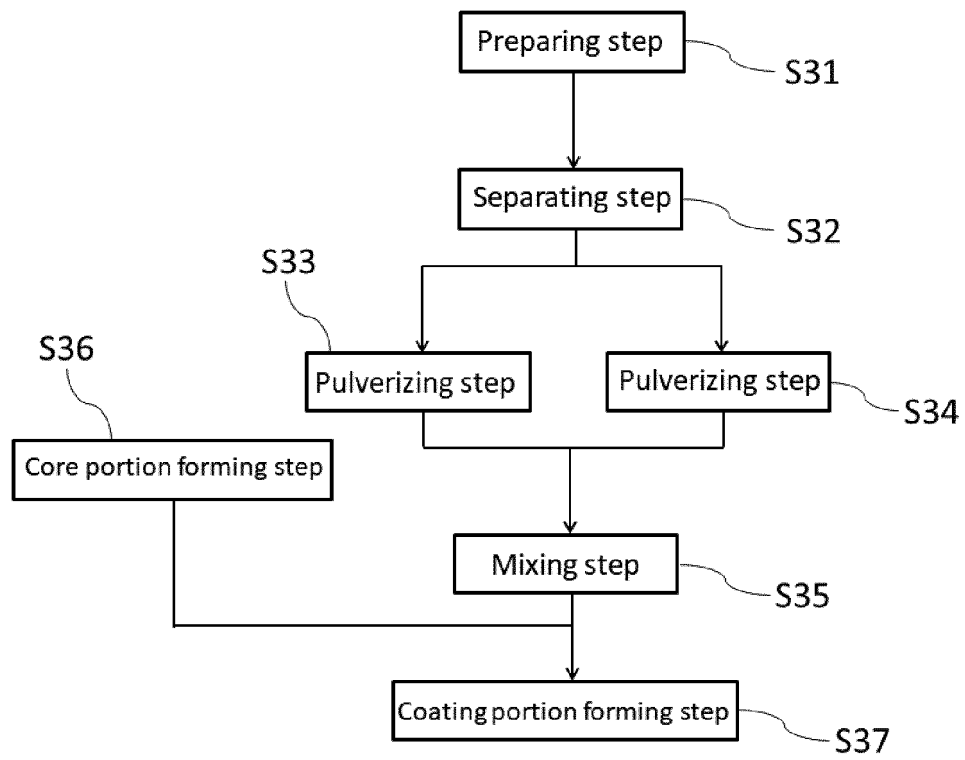 Preparing step
S31
Separating step
S32
S33
Pulverizing step
Pulverizing step
S34
S36
Core portion forming step
Mixing step
S35
Coating portion forming step
S37